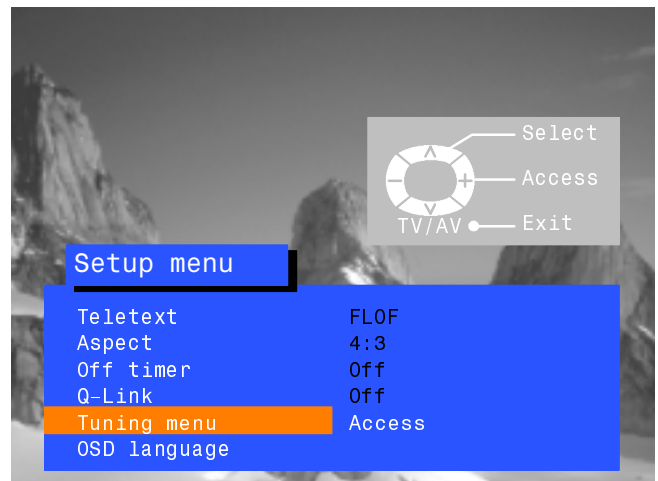 Select
Access
TV/AV Exit
Setup menu
Teletext FLOF
Aspect 4:3
Off timer Off
Q-Link Off
Tuning menu Access
OSD language